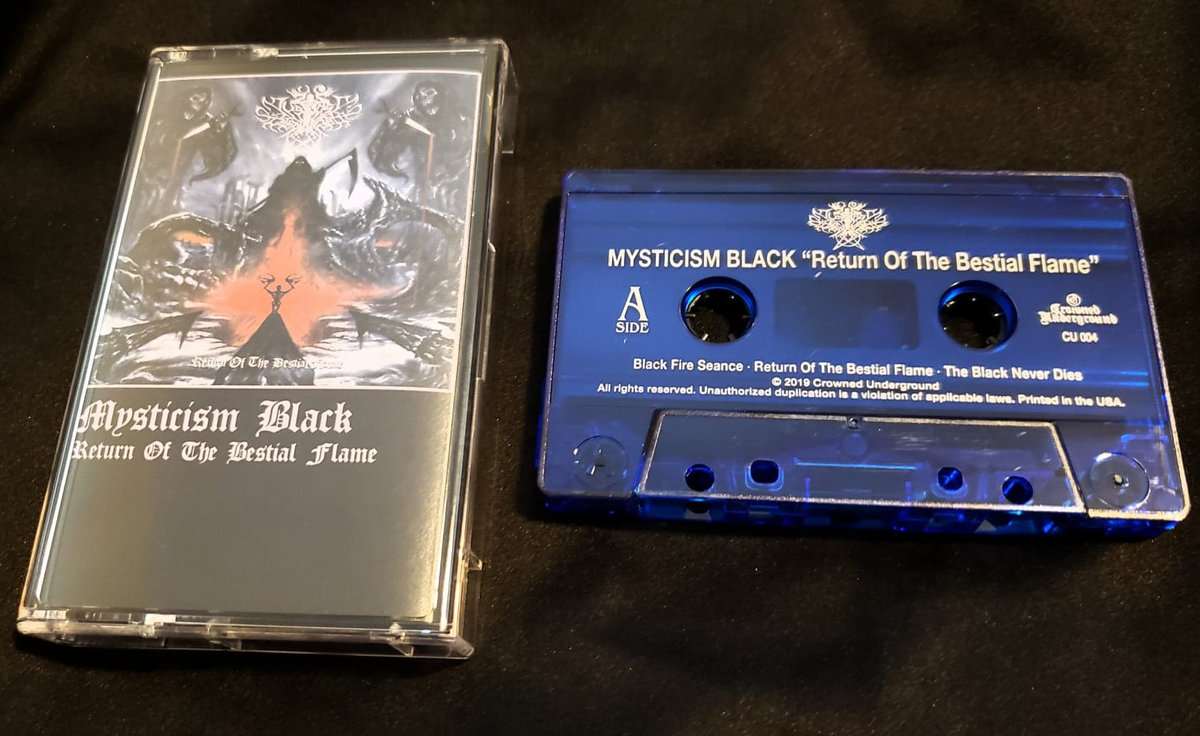 Return Of The Bestial Flame
Mysticism Black
Return Of The Bestial Flame
MYSTICISM BLACK “Return Of The Bestial Flame”
A
SIDE
Crowned
Underground
CU 004
Black Fire Seance · Return Of The Bestial Flame · The Black Never Dies
© 2019 Crowned Underground
All rights reserved. Unauthorized duplication is a violation of applicable laws. Printed in the USA.
A